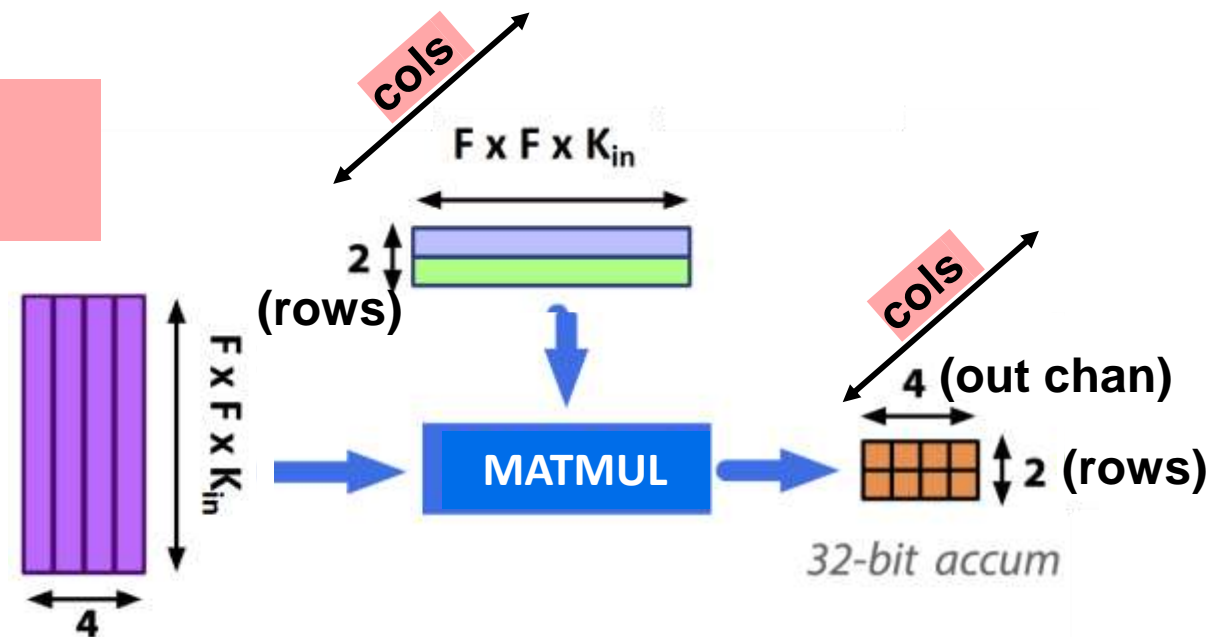 cols
F x F x Kin
2
(rows)
F x F x Kin
4
MATMUL
cols
4 (out chan)
2 (rows)
32-bit accum